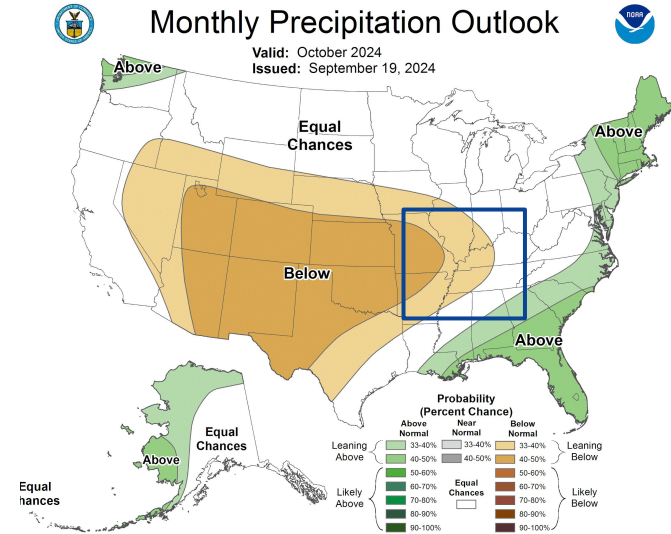 Monthly Precipitation Outlook
NOAA
Valid: October 2024
Issued: September 19, 2024
Above
Equal
Chances
Above
Below
Above
Equal
Chances
Above
Equal
hances
Probability
(Percent Chance)
Above
Normal
Near
Normal
Below
Normal
Leaning
Above
33-40%
40-50%
Likely
Above
50-60%
60-70%
70-80%
80-90%
90-100%
33-40%
40-50%
Equal
Chances
33-40%
40-50%
Leaning
Below
50-60%
60-70%
70-80%
80-90%
90-100%
Likely
Below